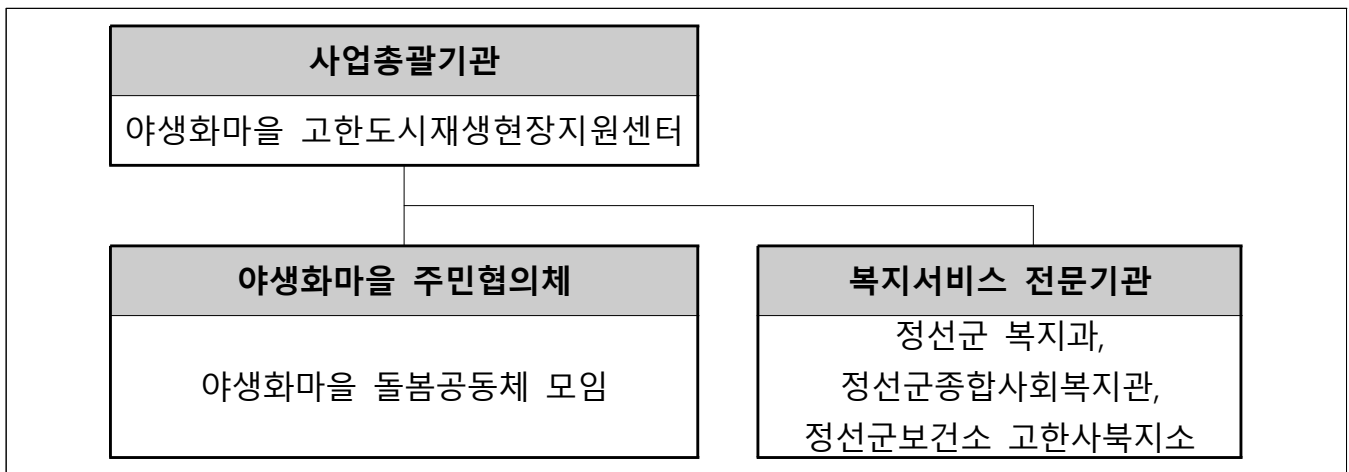 사업총괄기관
야생화마을 고한도시재생현장지원센터
야생화마을 주민협의체
야생화마을 돌봄공동체 모임
복지서비스 전문기관
정선군 복지과,
정선군종합사회복지관,
정선군보건소 고한사북지소